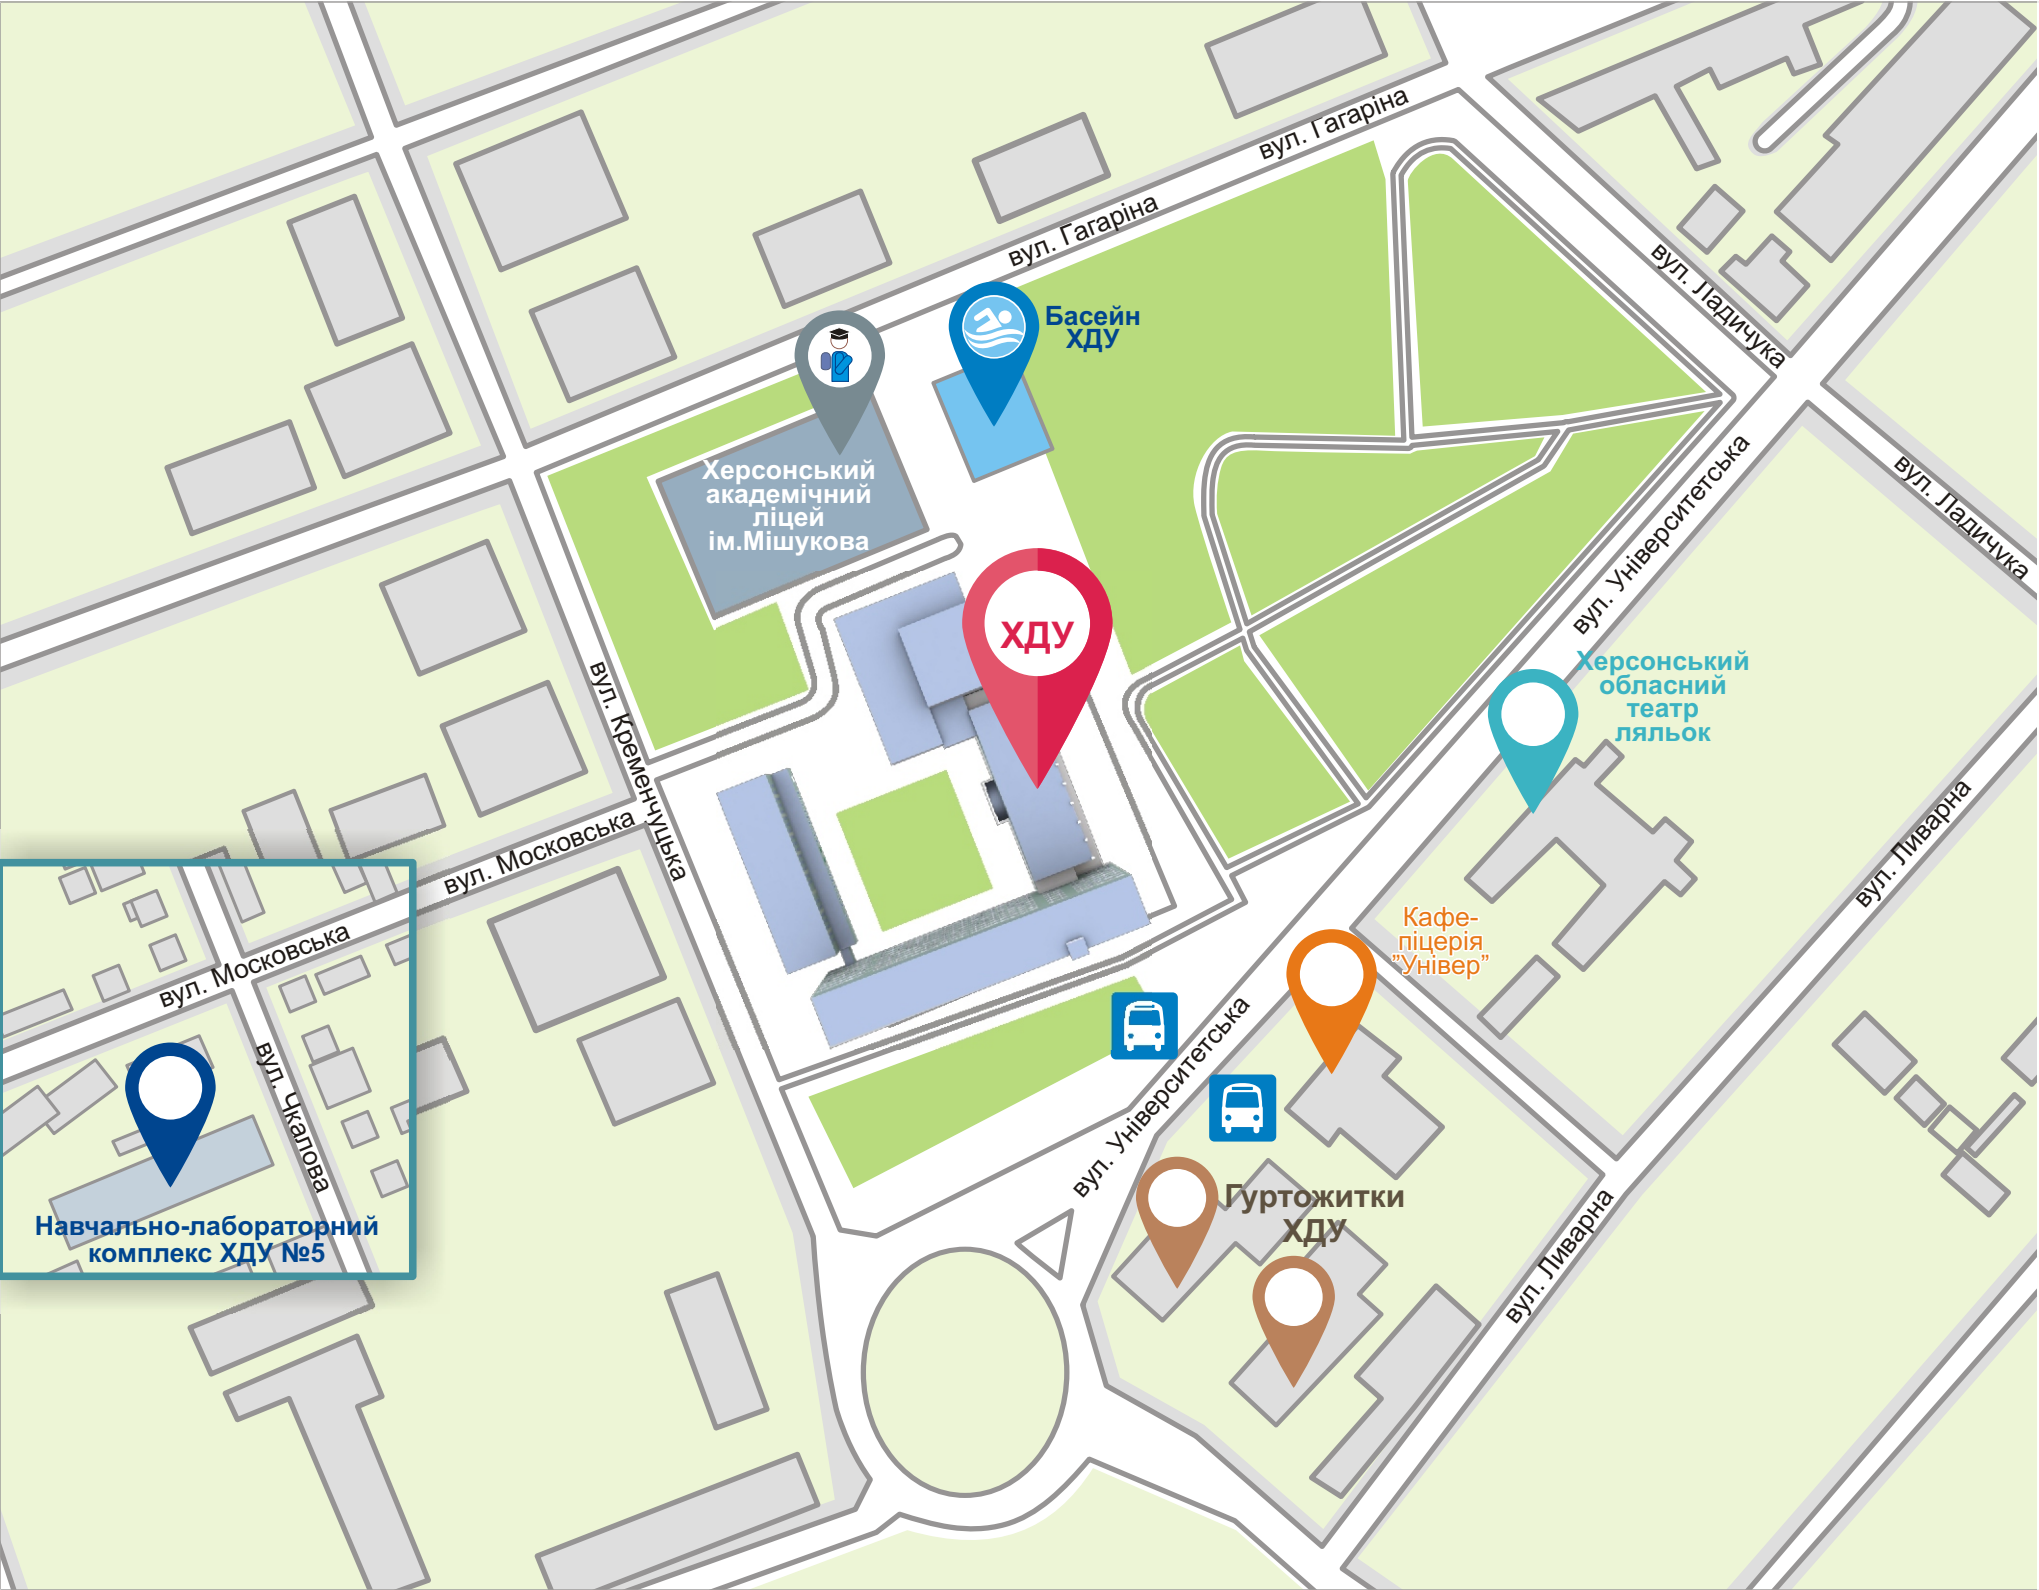 вул. Гагаріна
вул. Гагаріна
вул. Ладичука
Басейн
ХДУ
вул. Університетська
вул. Ладичука
Херсонський
академічний
ліцей
ім.Мішукова
ХДУ
Херсонський
обласний
театр
ляльок
вул. Кременчуцька
вул. Московська
вул. Ливарна
Кафе-
піцерія
"Універ”
вул. Московська
вул. Університетська
вул. Чкалова
Гуртожитки
ХДУ
вул. Ливарна
Навчально-лабораторний
комплекс ХДУ №5